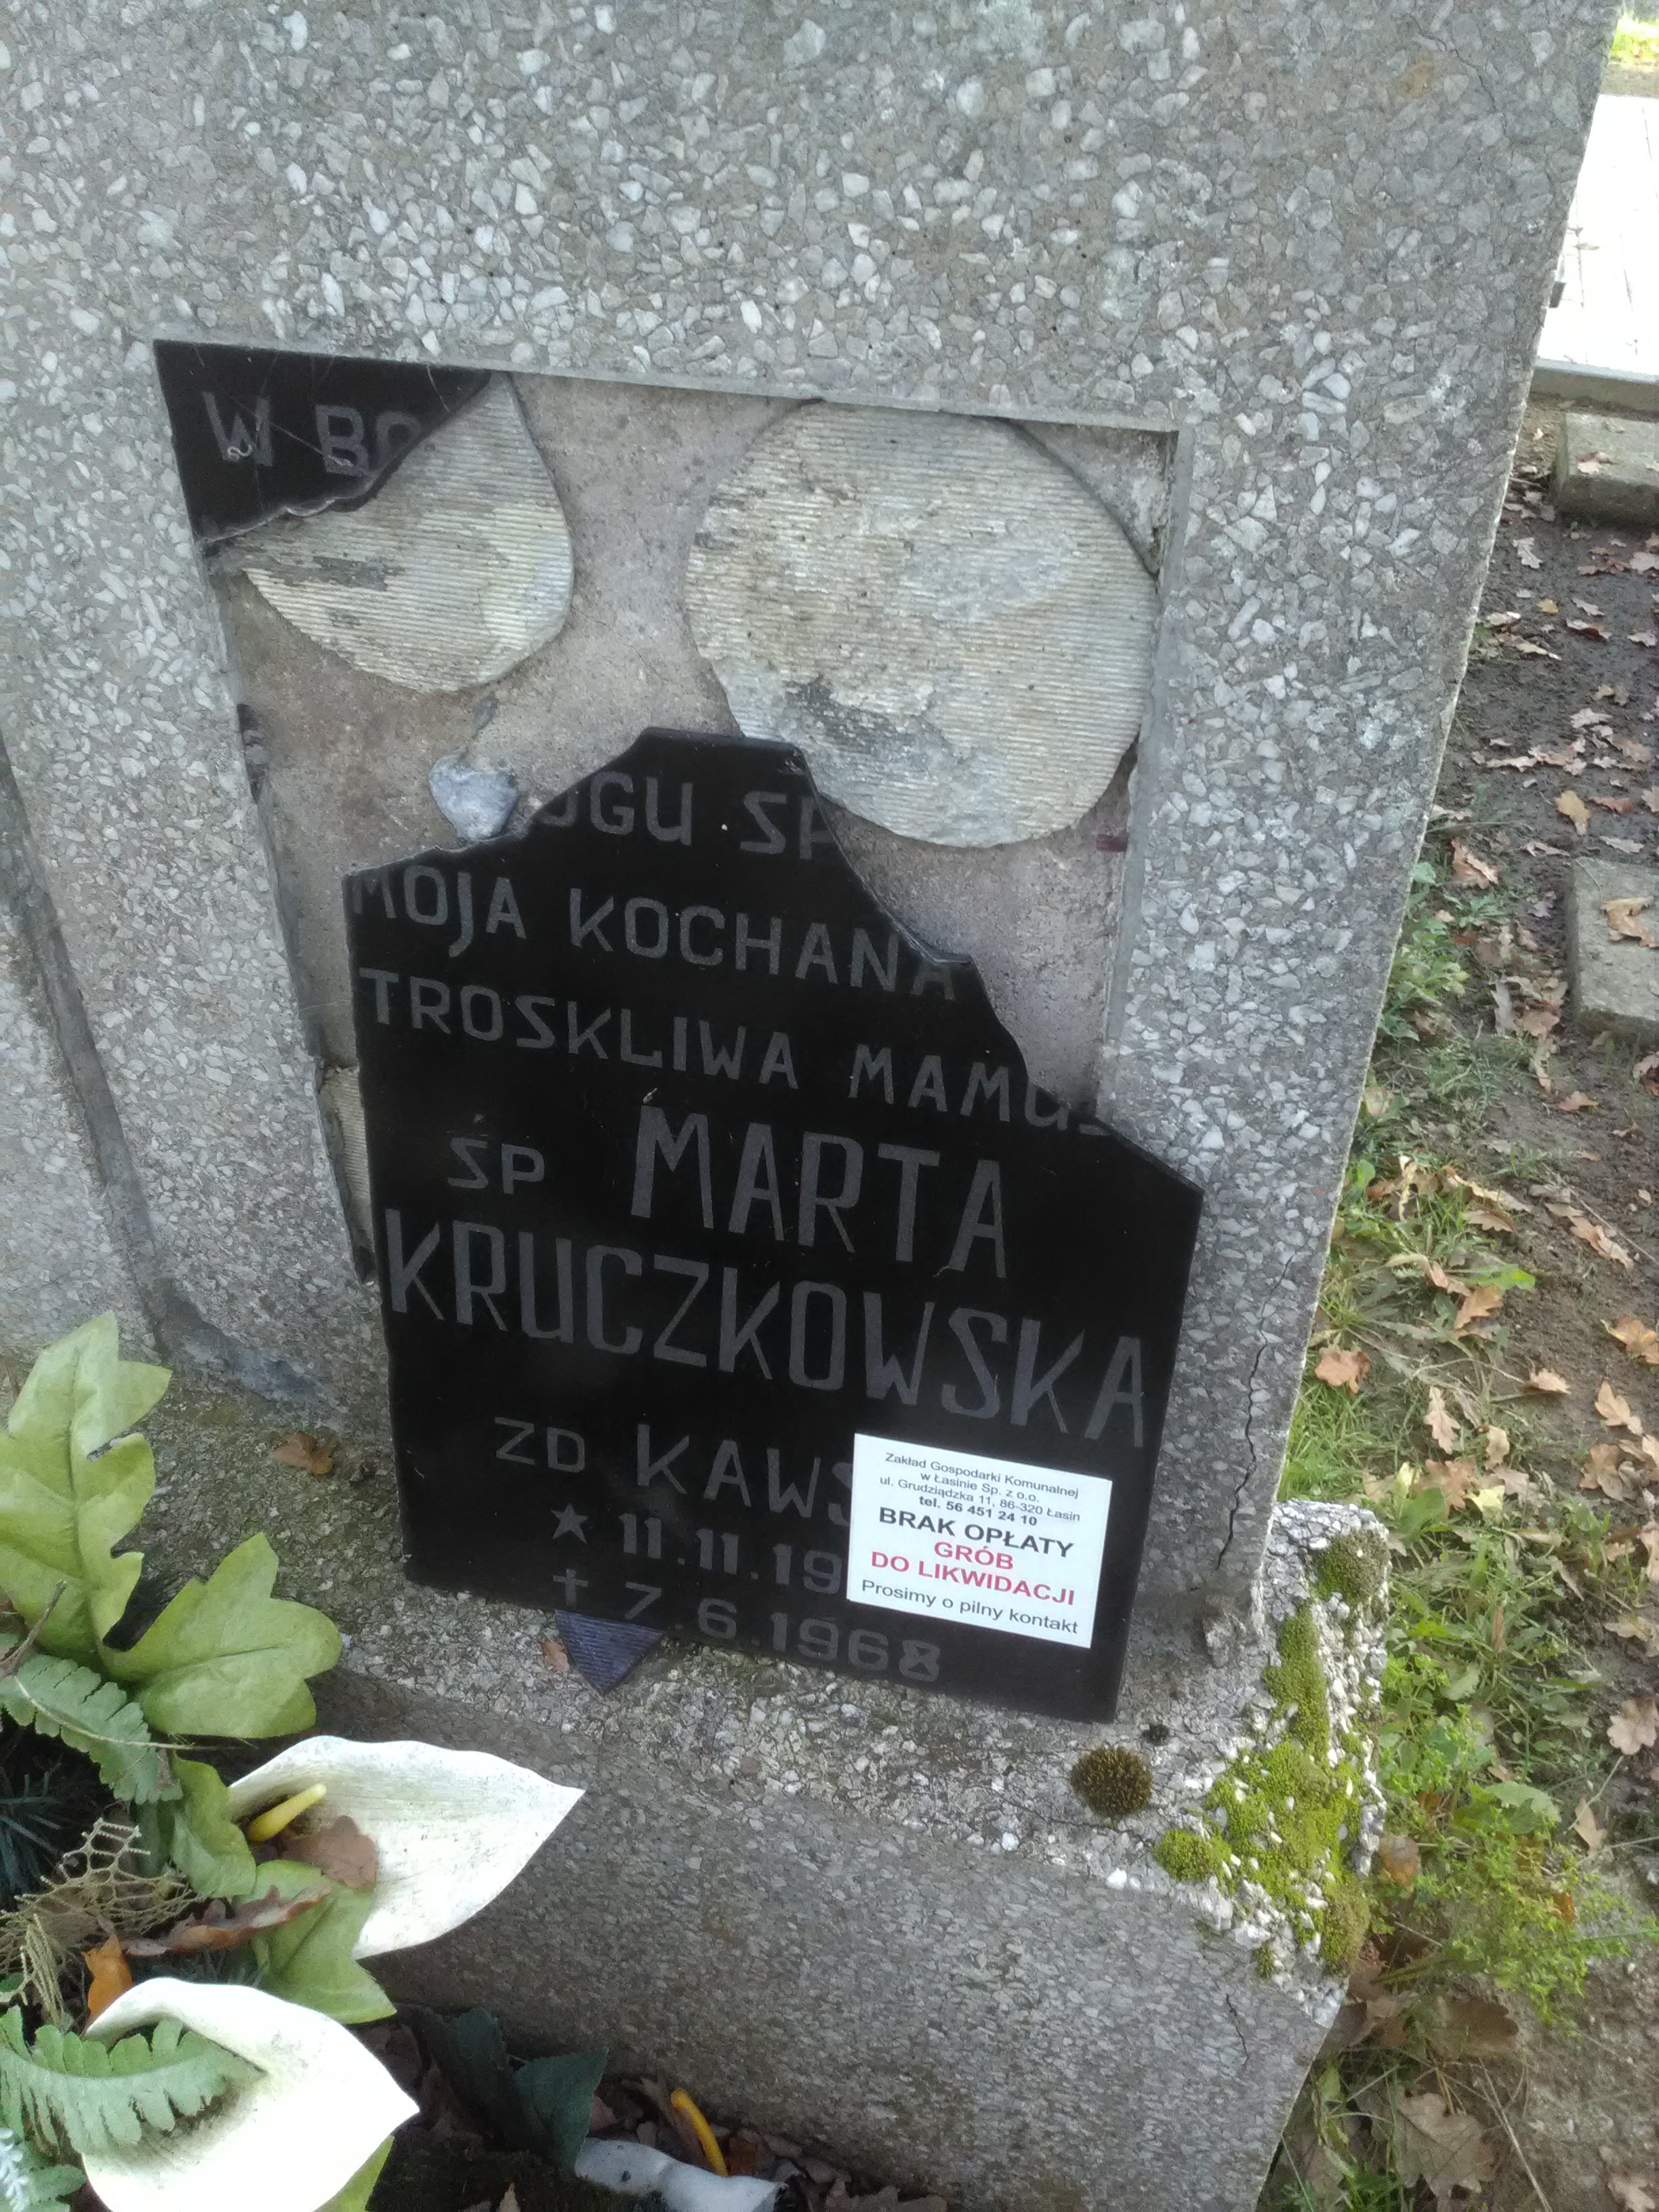 W BO
OGU SP
MOJA KOCHANA
TROSKLIWA MAMUS
ŚP MARTA
KRUCZKOWSKA
ZD KAWS
★ 11.11.19
✝ 7.6.1968
Zakład Gospodarki Komunalnej
w Łasinie Sp. z o.o.
ul. Grudziądzka 11, 86-320 Łasin
tel. 56 451 24 10
BRAK OPŁATY
GRÓB
DO LIKWIDACJI
Prosimy o pilny kontakt